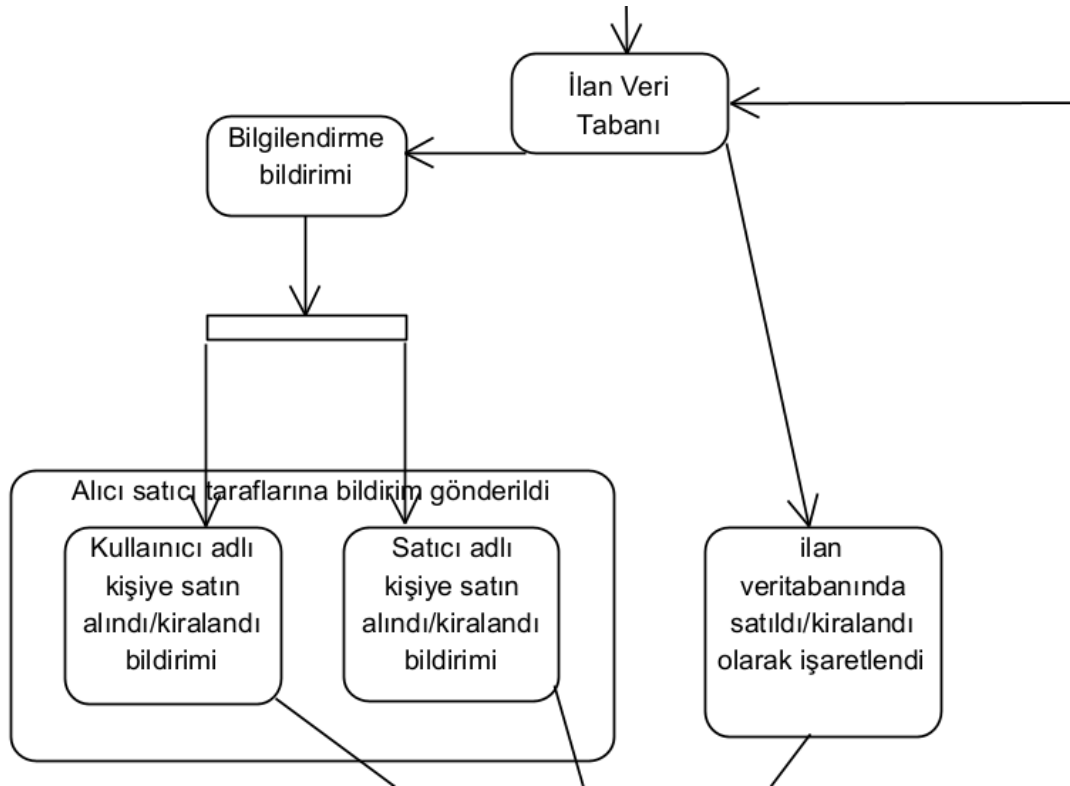 İlan Veri
Tabanı
Bilgilendirme
bildirimi
Alıcı satıcı taraflarına bildirim gönderildi
Kullaınıcı adlı
kişiye satın
alındı/kiralandı
bildirimi
Satıcı adlı
kişiye satın
alındı/kiralandı
bildirimi
ilan
veritabanında
satıldı/kiralandı
olarak işaretlendi